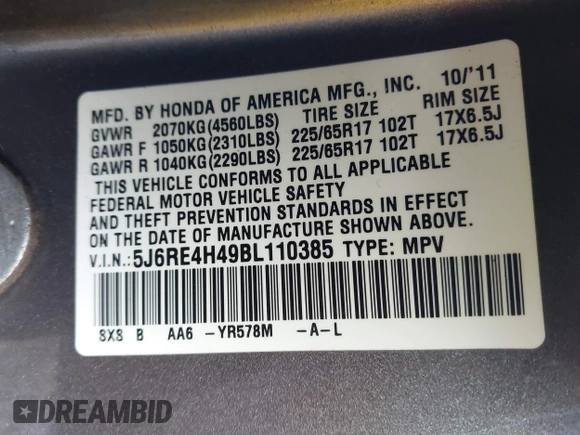 MFD. BY HONDA OF AMERICA MFG., INC. 10/'11
GVWR 2070KG(4560LBS) TIRE SIZE RIM SIZE
GAWR F 1050KG(2310LBS) 225/65R17 102T 17X6.5J
GAWR R 1040KG(2290LBS) 225/65R17 102T 17X6.5J
THIS VEHICLE CONFORMS TO ALL APPLICABLE
FEDERAL MOTOR VEHICLE SAFETY
AND THEFT PREVENTION STANDARDS IN EFFECT
ON THE DATE OF MANUFACTURE SHOWN ABOVE.
V.I.N.:5J6RE4H49BL110385 TYPE: MPV
8X8 B AA6 -YR578M -A-L
DREAMBID